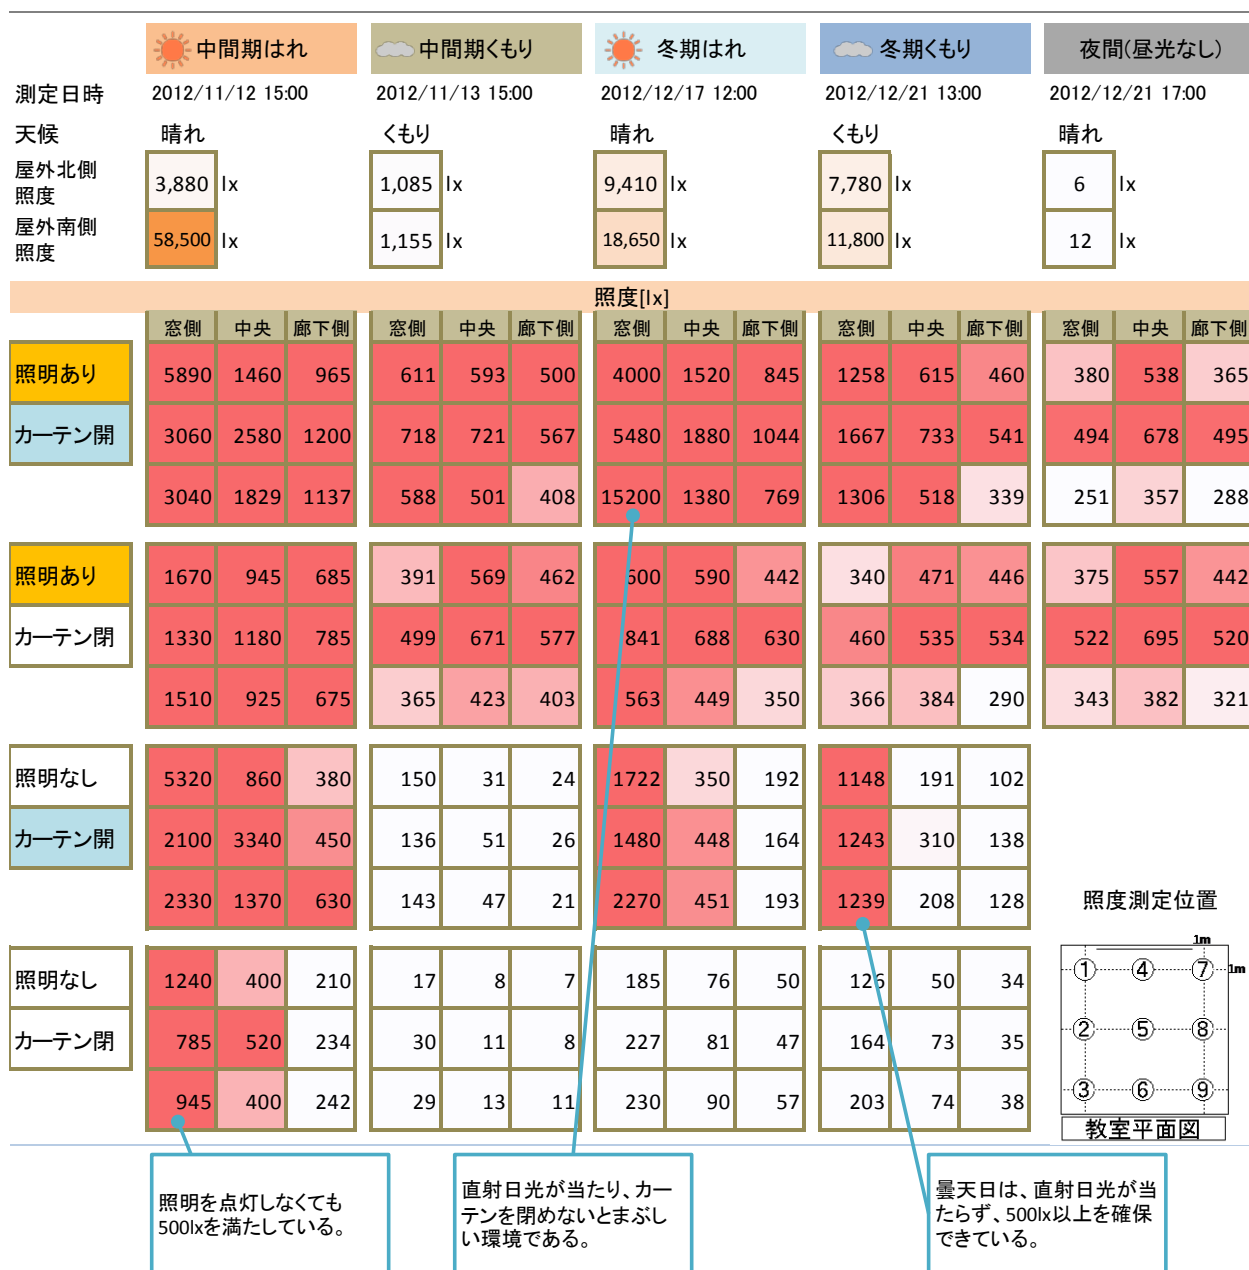 中間期はれ 中間期くもり 冬期はれ 冬期くもり 夜間(昼光なし)
測定日時 2012/11/12 15:00 2012/11/13 15:00 2012/12/17 12:00 2012/12/21 13:00 2012/12/21 17:00
天候 晴れ くもり 晴れ くもり 晴れ
屋外北側
照度 3,880 lx 1,085 lx 9,410 lx 7,780 lx 6 lx
屋外南側
照度 58,500 lx 1,155 lx 18,650 lx 11,800 lx 12 lx
照度[lx]
窓側 中央 廊下側 窓側 中央 廊下側 窓側 中央 廊下側 窓側 中央 廊下側 窓側 中央 廊下側
照明あり 5890 1460 965 611 593 500 4000 1520 845 1258 615 460 380 538 365
カーテン開 3060 2580 1200 718 721 567 5480 1880 1044 1667 733 541 494 678 495
3040 1829 1137 588 501 408 15200 1380 769 1306 518 339 251 357 288
照明あり 1670 945 685 391 569 462 600 590 442 340 471 446 375 557 442
カーテン閉 1330 1180 785 499 671 577 841 688 630 460 535 534 522 695 520
1510 925 675 365 423 403 563 449 350 366 384 290 343 382 321
照明なし 5320 860 380 150 31 24 1722 350 192 1148 191 102
カーテン開 2100 3340 450 136 51 26 1480 448 164 1243 310 138
2330 1370 630 143 47 21 2270 451 193 1239 208 128
照明なし 1240 400 210 17 8 7 185 76 50 126 50 34
カーテン閉 785 520 234 30 11 8 227 81 47 164 73 35
945 400 242 29 13 11 230 90 57 203 74 38
照度測定位置
1m
① ④ ⑦ 1m
② ⑤ ⑧
③ ⑥ ⑨
教室平面図
照明を点灯しなくても
500lxを満たしている。
直射日光が当たり、カー
テンを閉めないとまぶし
い環境である。
曇天日は、直射日光が当
たらず、500lx以上を確保
できている。